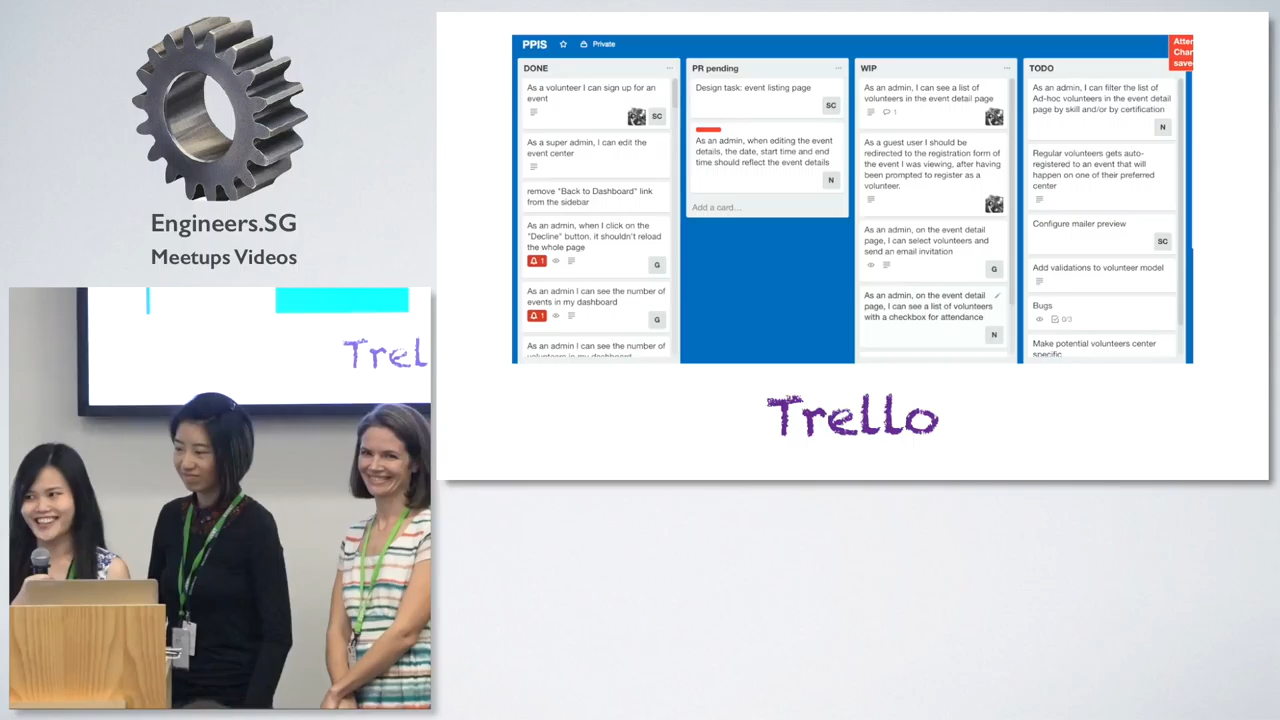 Engineers.SG
Meetups Videos
Trel
PPIS
Private
Atten
Chan
save
DONE
As a volunteer I can sign up for an
event
SC
As a super admin, I can edit the
event center
remove "Back to Dashboard" link
from the sidebar
As an admin, when I click on the
"Decline" button. it shouldn't reload
the whole page
1
G
As an admin I can see the number of
events in my dashboard
1
G
As an admin I can see the number of
volunteers in my dashboard
PR pending
Design task: event listing page
SC
As an admin, when editing the event
details, the date, start time and end
time should reflect the event details
N
Add a card...
WIP
As an admin, I can see a list of
volunteers in the event detail page
1
As a guest user I should be
redirected to the registration form of
the event I was viewing, after having
been prompted to register as a
volunteer.
As an admin, on the event detail
page, I can select volunteers and
send an email invitation
G
As an admin, on the event detail
page, I can see a list of volunteers
with a checkbox for attendance
N
TODO
As an admin, I can filter the list of
Ad-hoc volunteers in the event detail
page by skill and/or by certification
N
Regular volunteers gets auto-
registered to an event that will
happen on one of their preferred
center
Configure mailer preview
SC
Add validations to volunteer model
Bugs
0/3
Make potential volunteers center
specific
Trello